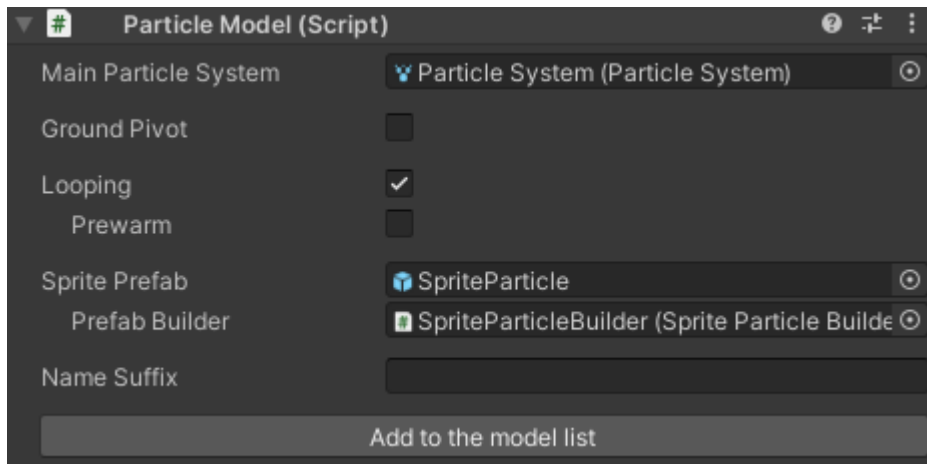 # Particle Model (Script)
Main Particle System Particle System (Particle System)
Ground Pivot
Looping
Prewarm
Sprite Prefab SpriteParticle
Prefab Builder # SpriteParticleBuilder (Sprite Particle Builde
Name Suffix
Add to the model list